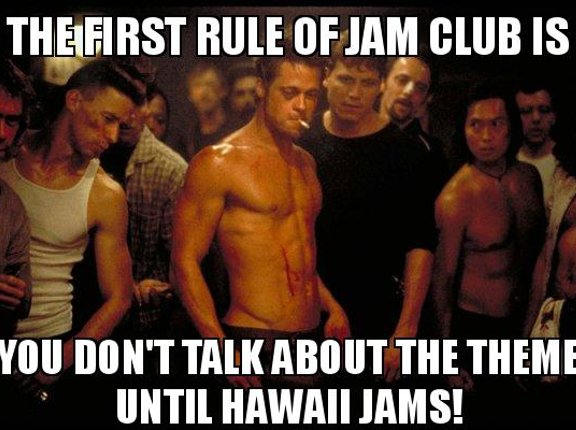 THE FIRST RULE OF JAM CLUB IS
YOU DON'T TALK ABOUT THE THEME
UNTIL HAWAII JAMS!